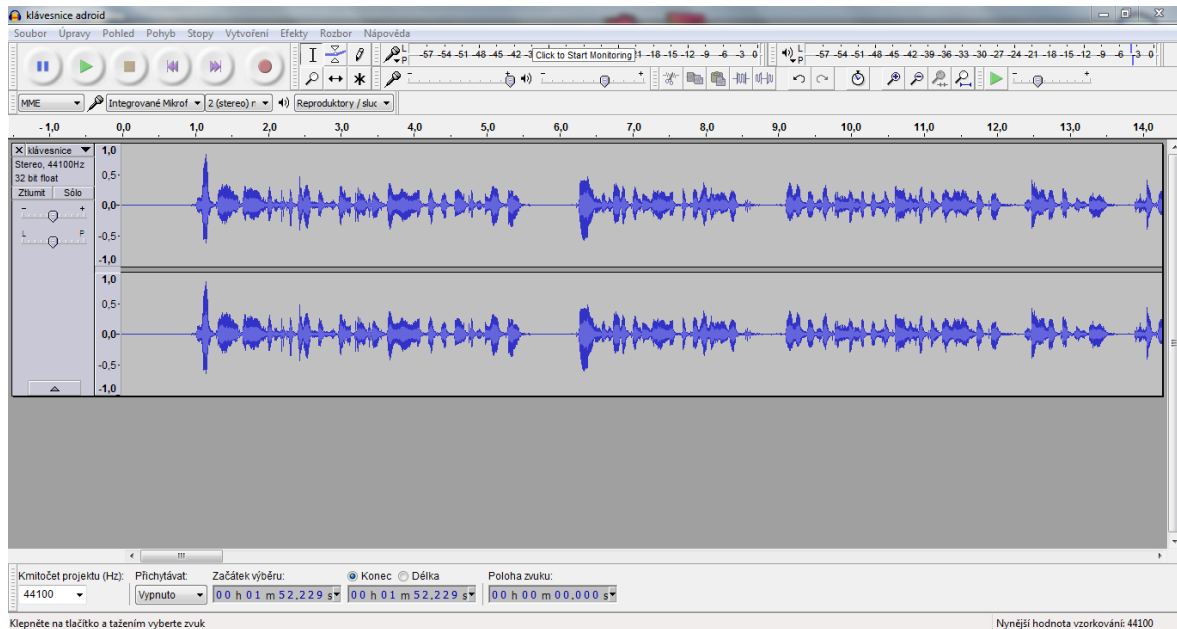 klávesnice adroid
Soubor Úpravy Pohled Pohyb Stopy Vytvoření Efekty Rozbor Nápověda
L P -57 -54 -51 -48 -45 -42 -3 Click to Start Monitoring 1 -18 -15 -12 -9 -6 -3 0 L P -57 -54 -51 -48 -45 -42 -39 -36 -33 -30 -27 -24 -21 -18 -15 -12 -9 -6 -3 0
- + - + - +
MME Integrované Mikrof 2 (stereo) r Reproduktory / sluc
- 1,0 0,0 1,0 2,0 3,0 4,0 5,0 6,0 7,0 8,0 9,0 10,0 11,0 12,0 13,0 14,0
X klávesnice 1,0
Stereo, 44100Hz
32 bit float
0,5
Ztlumit Sólo
- + 0,0
L P -0,5
-1,0
1,0
0,5
0,0
-0,5
-1,0
Kmitočet projektu (Hz): Přichytávat: Začátek výběru: Konec Délka Poloha zvuku:
44100 Vypnuto 00 h 01 m 52,229 s 00 h 01 m 52,229 s 00 h 00 m 00,000 s
Klepněte na tlačítko a tažením vyberte zvuk Nynější hodnota vzorkování: 44100